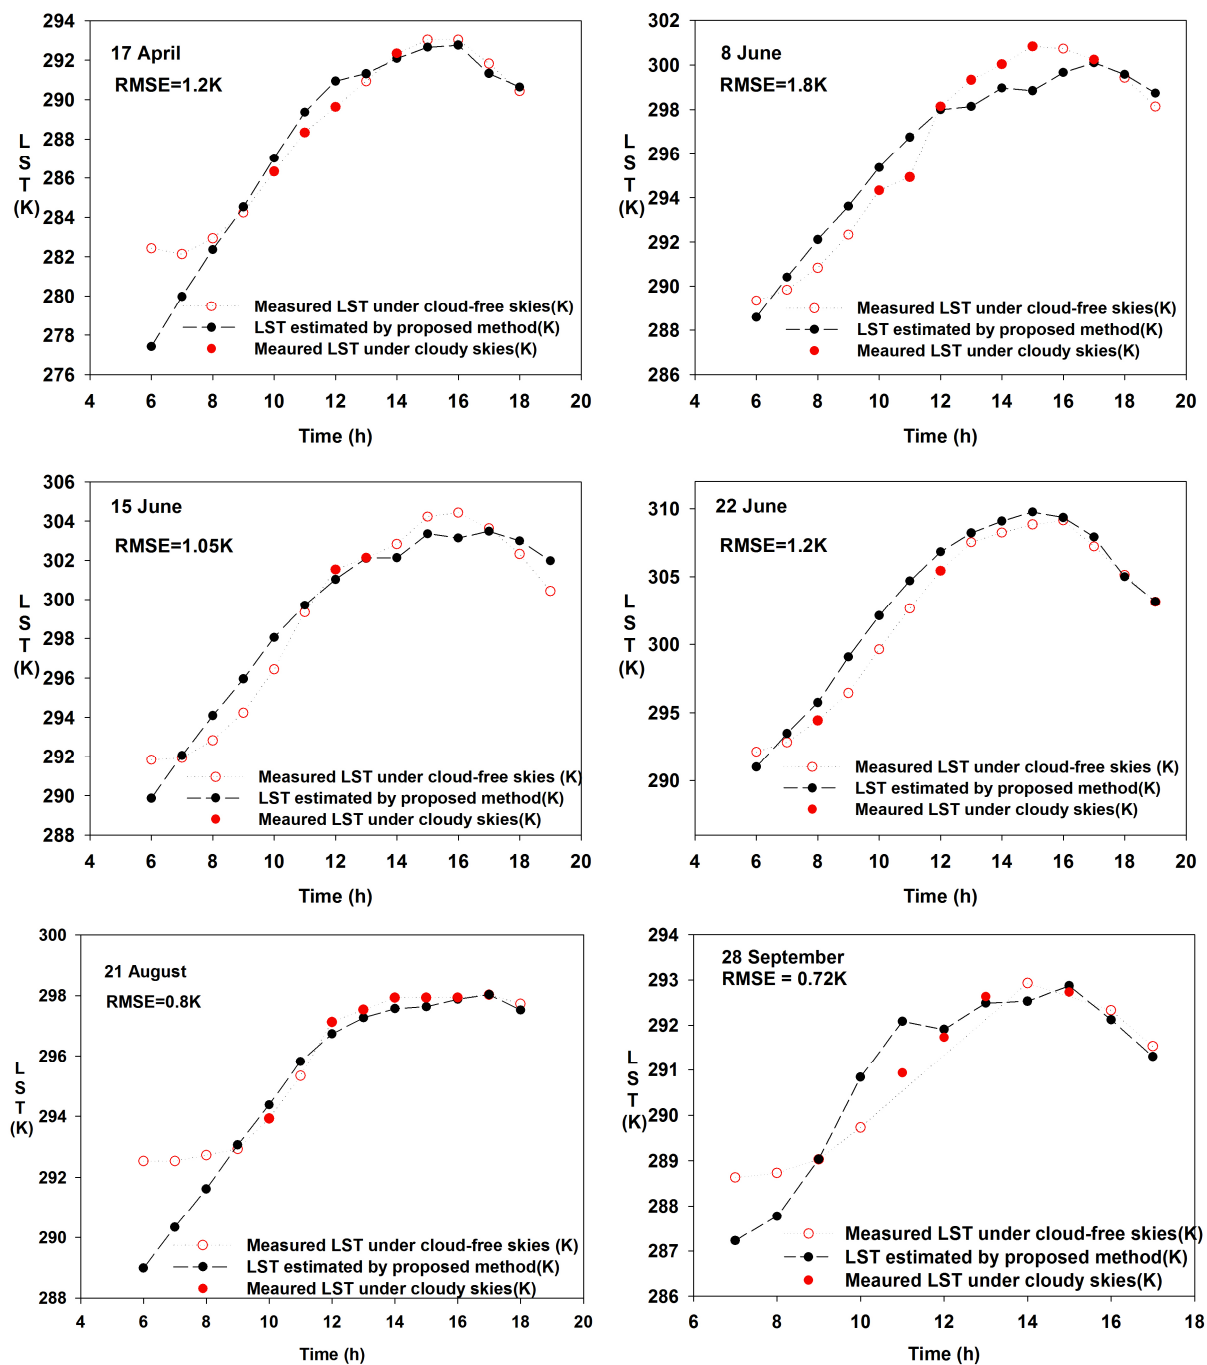 17 April
RMSE=1.2K
294
292
290
288
286
284
282
280
278
276
L
S
T
(K)
Measured LST under cloud-free skies(K)
LST estimated by proposed method(K)
Meaured LST under cloudy skies(K)
4 6 8 10 12 14 16 18 20
Time (h)
8 June
RMSE=1.8K
302
300
298
296
294
292
290
288
286
L
S
T
(K)
Measured LST under cloud-free skies(K)
LST estimated by proposed method(K)
Meaured LST under cloudy skies(K)
4 6 8 10 12 14 16 18 20
Time (h)
15 June
RMSE=1.05K
306
304
302
300
298
296
294
292
290
288
L
S
T
(K)
Measured LST under cloud-free skies (K)
LST estimated by proposed method(K)
Meaured LST under cloudy skies(K)
4 6 8 10 12 14 16 18 20
Time (h)
22 June
RMSE=1.2K
310
305
300
295
290
L
S
T
(K)
Measured LST under cloud-free skies (K)
LST estimated by proposed method(K)
Meaured LST under cloudy skies(K)
4 6 8 10 12 14 16 18 20
Time (h)
21 August
RMSE=0.8K
300
298
296
294
292
290
288
L
S
T
(K)
Measured LST under cloud-free skies (K)
LST estimated by proposed method(K)
Meaured LST under cloudy skies(K)
4 6 8 10 12 14 16 18 20
Time (h)
28 September
RMSE = 0.72K
294
293
292
291
290
289
288
287
286
L
S
T
(K)
Measured LST under cloud-free skies(K)
LST estimated by proposed method(K)
Meaured LST under cloudy skies(K)
6 8 10 12 14 16 18
Time (h)